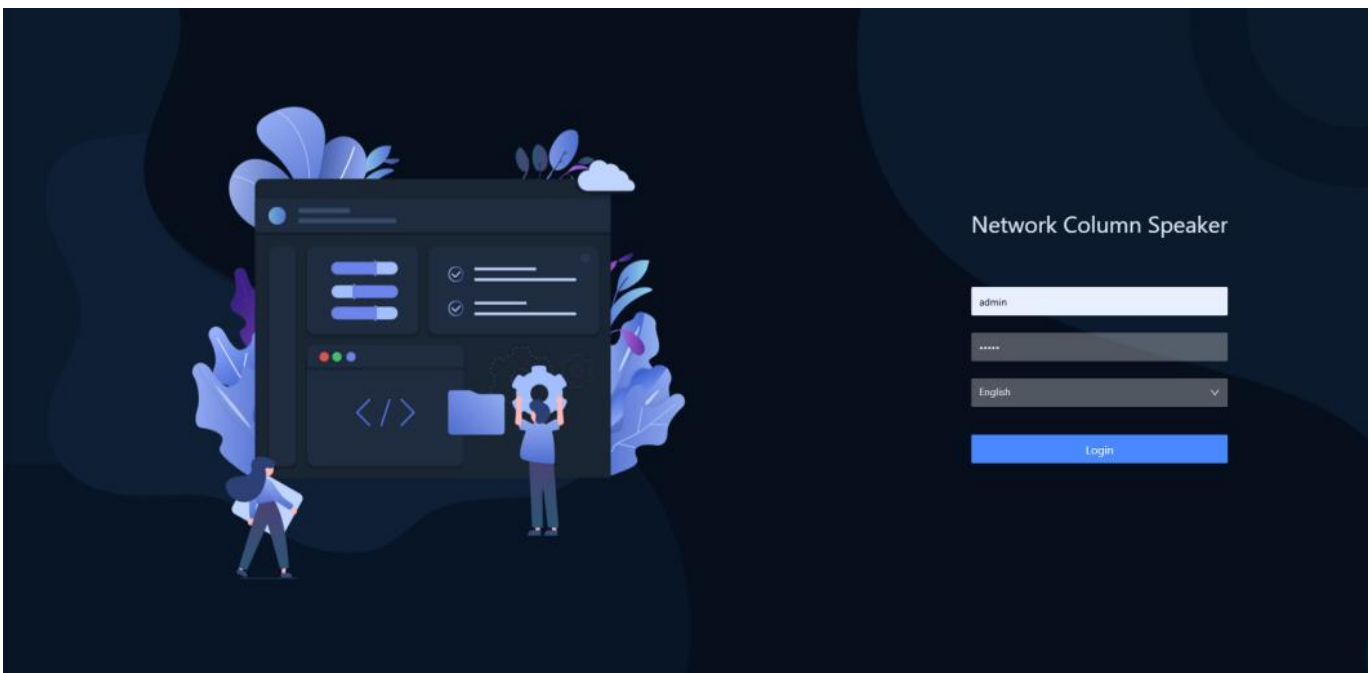 Network Column Speaker
admin
•••••
English
</>
Login